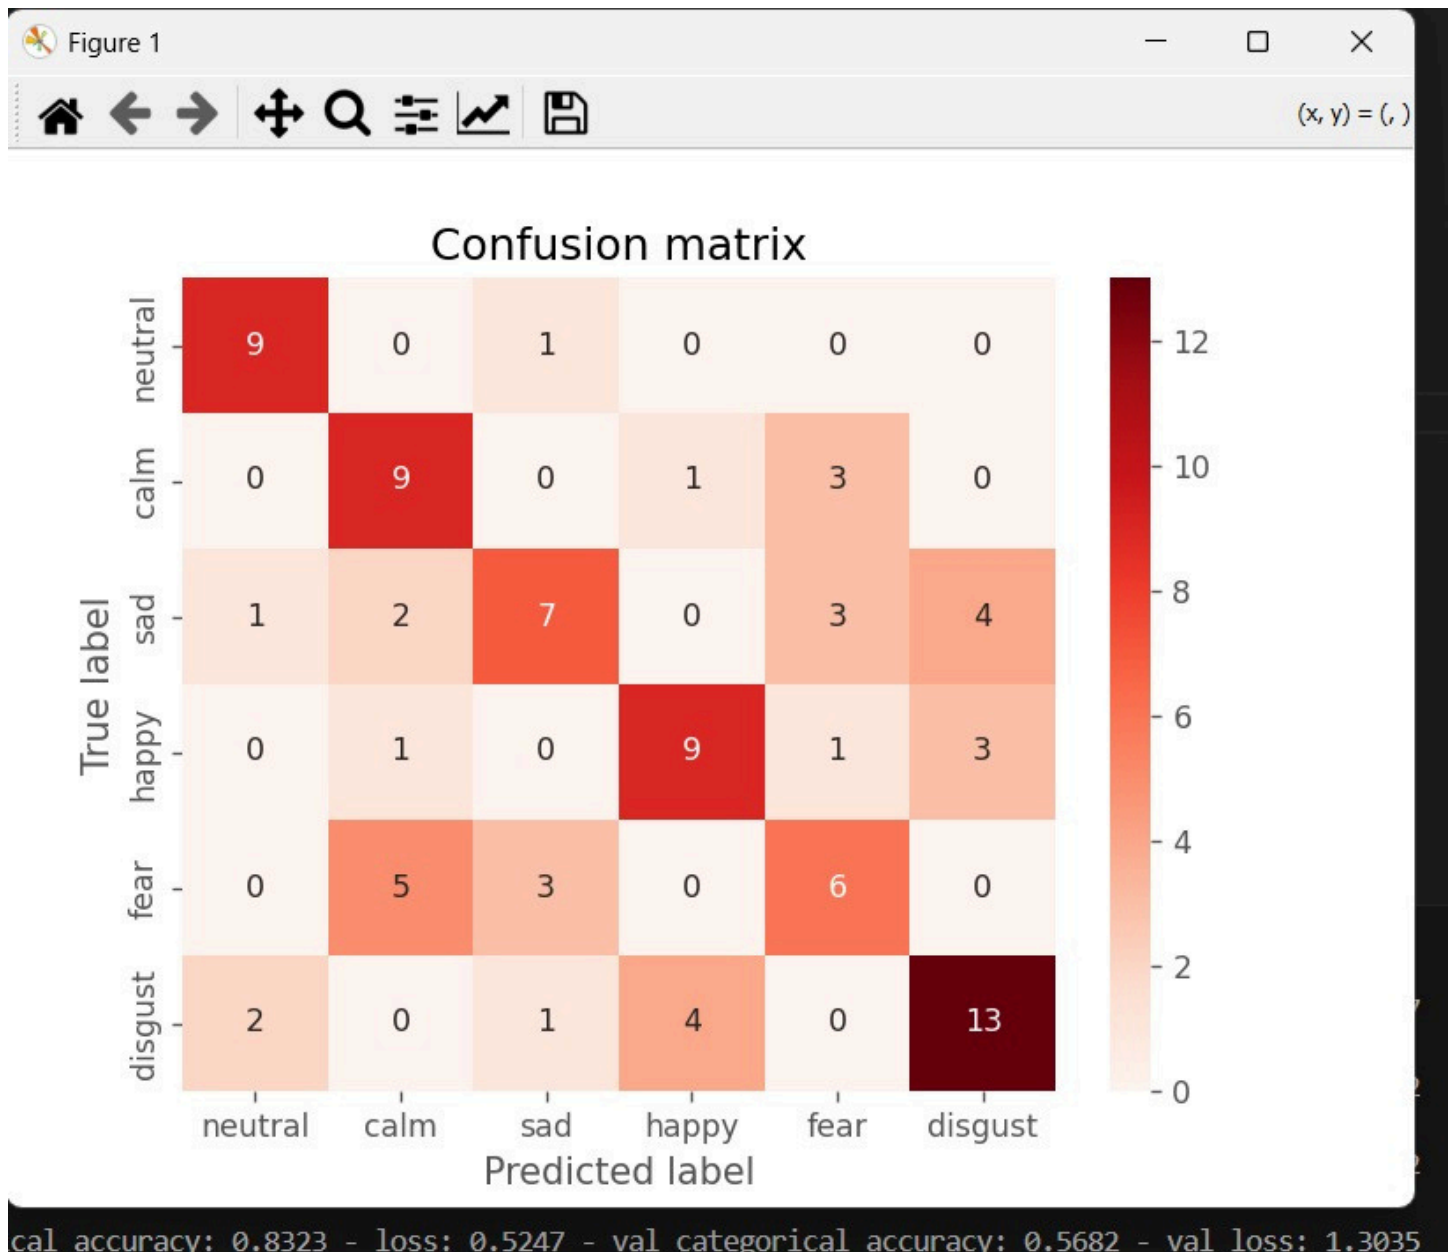 Figure 1
(x, y) = (, )
Confusion matrix
neutral 9 0 1 0 0 0
calm 0 9 0 1 3 0
sad 1 2 7 0 3 4
happy 0 1 0 9 1 3
fear 0 5 3 0 6 0
disgust 2 0 1 4 0 13
True label
neutral calm sad happy fear disgust
Predicted label
12
10
8
6
4
2
0
cal accuracy: 0.8323 - loss: 0.5247 - val categorical accuracy: 0.5682 - val loss: 1.3035